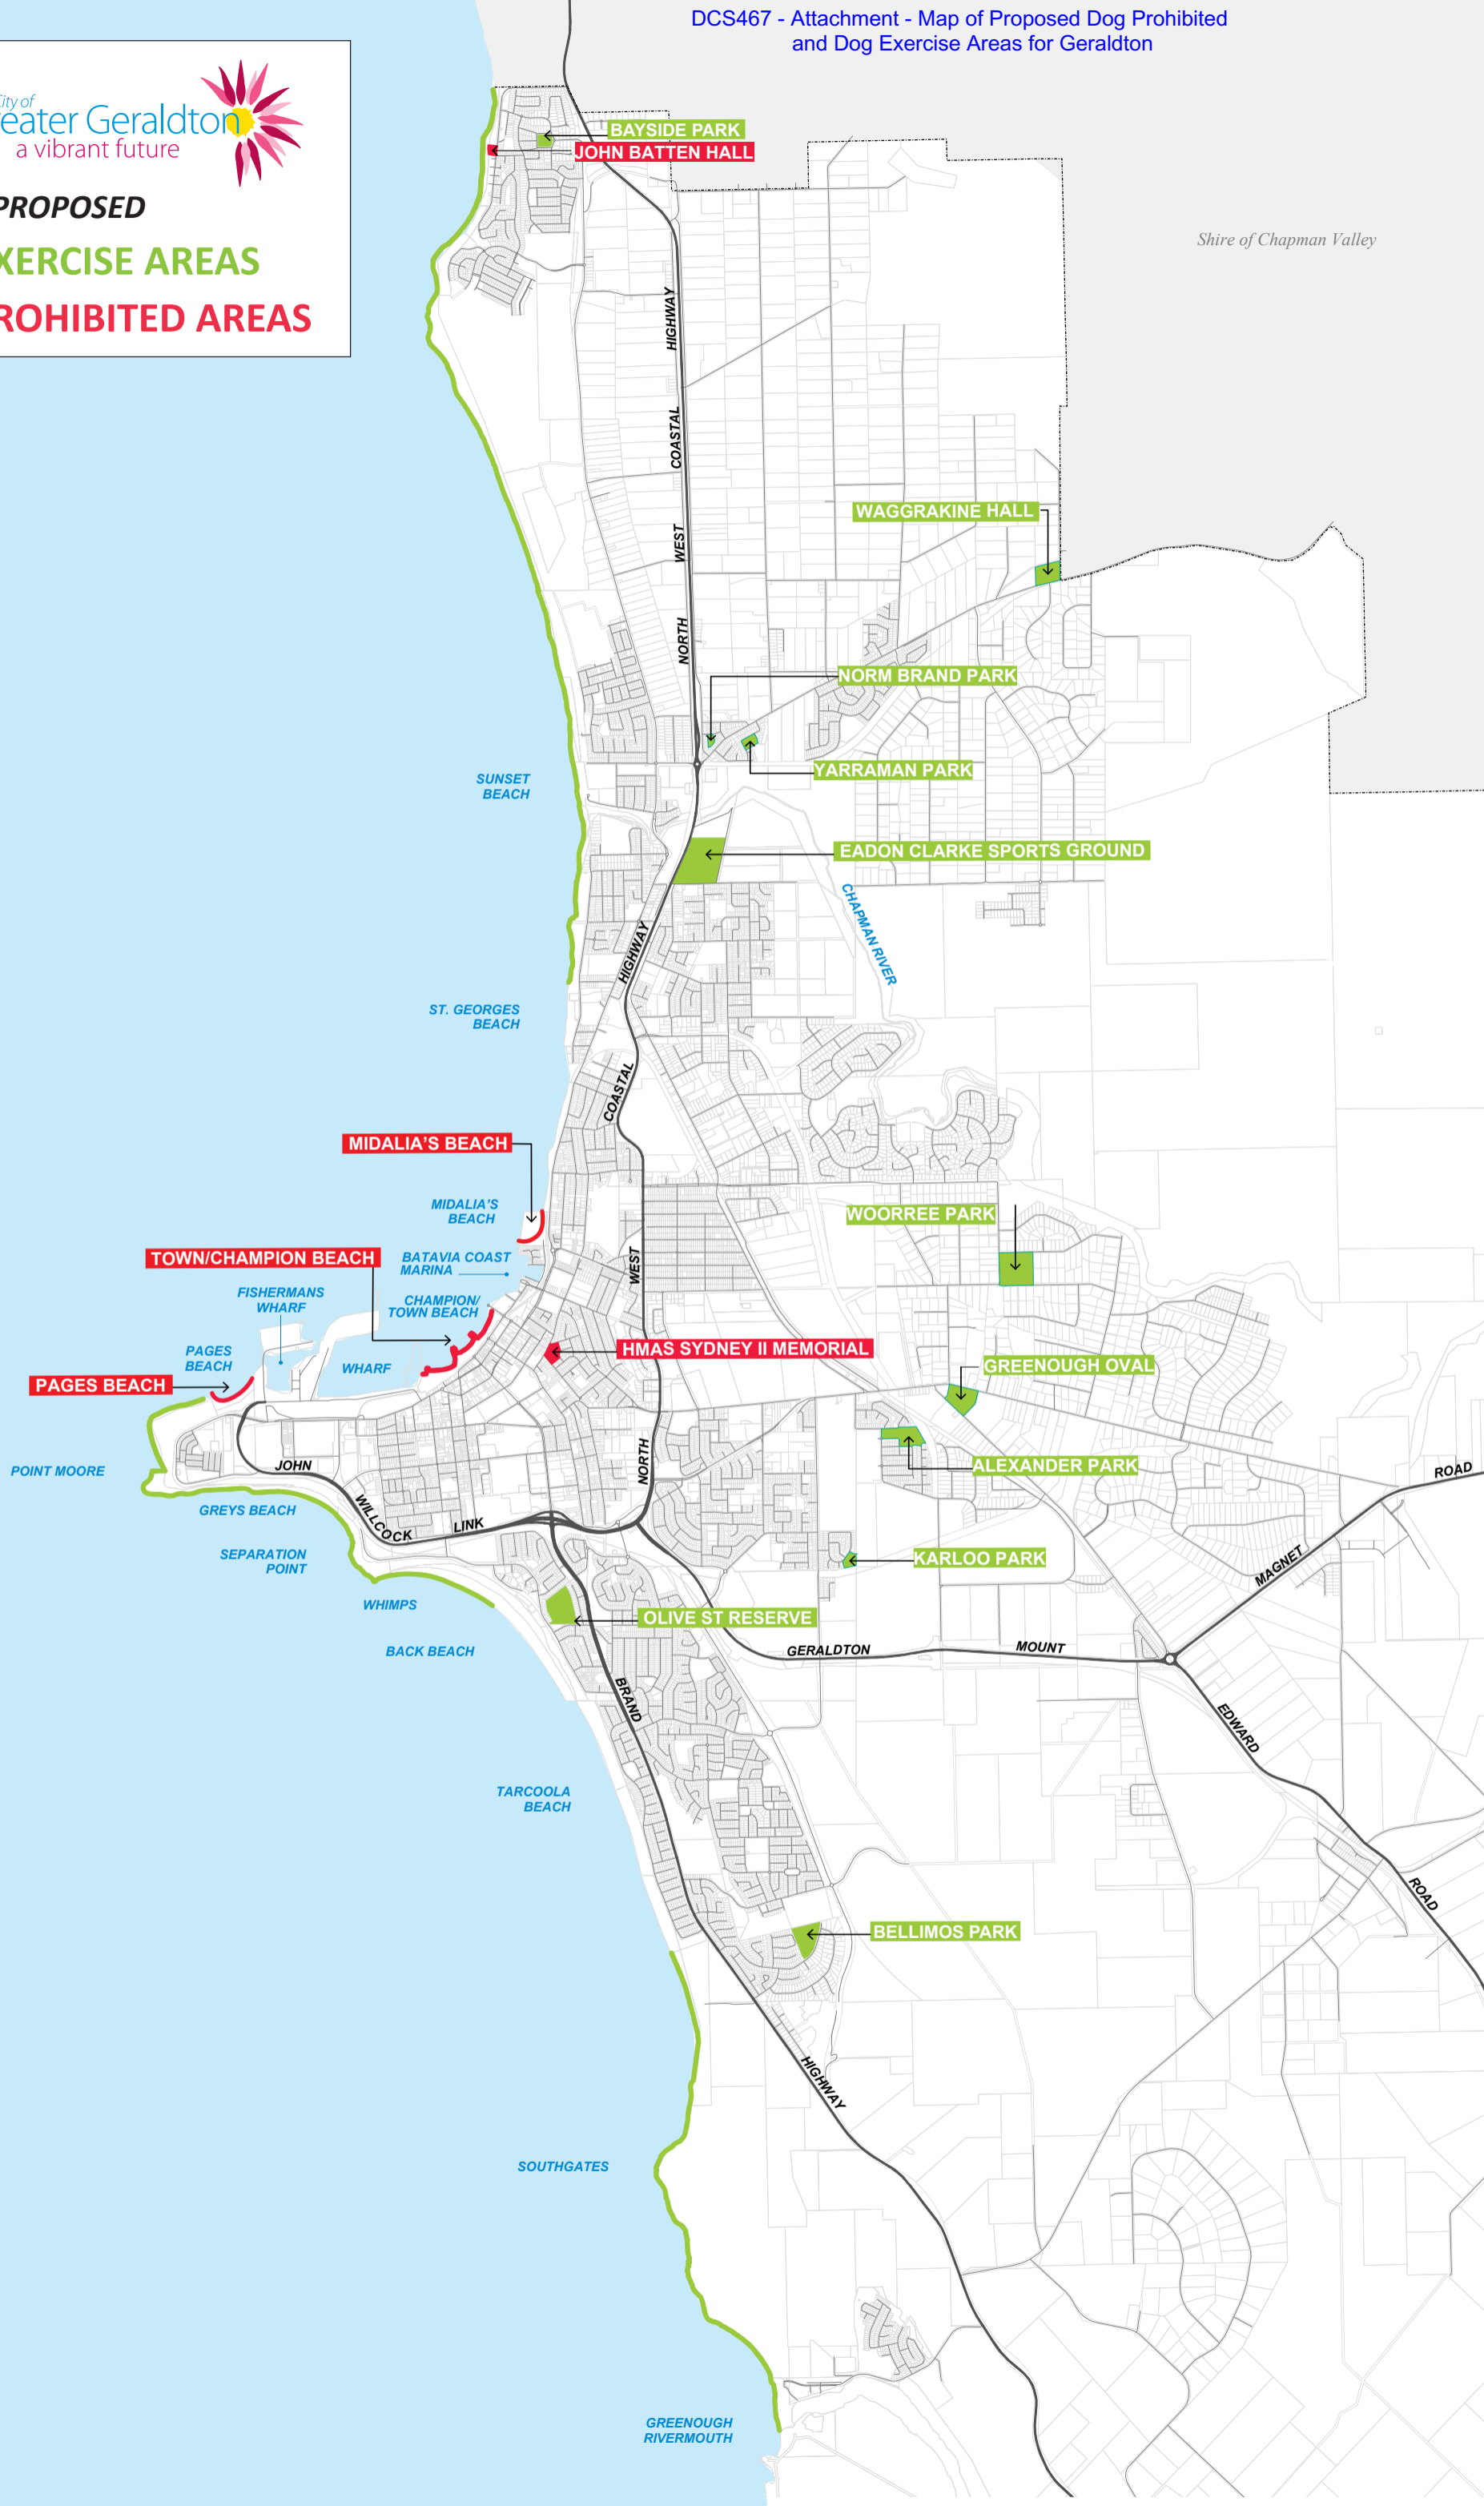 DCS467 - Attachment - Map of Proposed Dog Prohibited
and Dog Exercise Areas for Geraldton
City of
eater Geraldton
a vibrant future
PROPOSED
XERCISE AREAS
ROHIBITED AREAS
BAYSIDE PARK
JOHN BATTEN HALL
Shire of Chapman Valley
HIGHWAY
COASTAL
WEST
NORTH
WAGGRAKINE HALL
NORM BRAND PARK
YARRAMAN PARK
SUNSET
BEACH
EADON CLARKE SPORTS GROUND
CHAPMAN RIVER
HIGHWAY
ST. GEORGES
BEACH
COASTAL
MIDALIA'S BEACH
MIDALIA'S
BEACH
WOORREE PARK
TOWN/CHAMPION BEACH
BATAVIA COAST
MARINA
WEST
FISHERMANS
WHARF
CHAMPION/
TOWN BEACH
PAGES
BEACH
WHARF
HMAS SYDNEY II MEMORIAL
GREENOUGH OVAL
PAGES BEACH
NORTH
ALEXANDER PARK
POINT MOORE
JOHN
ROAD
GREYS BEACH
WILLCOCK
LINK
SEPARATION
POINT
KARLOO PARK
MAGNET
WHIMPS
OLIVE ST RESERVE
BACK BEACH
GERALDTON
MOUNT
BRAND
EDWARD
TARCOOLA
BEACH
ROAD
BELLIMOS PARK
HIGHWAY
SOUTHGATES
GREENOUGH
RIVERMOUTH